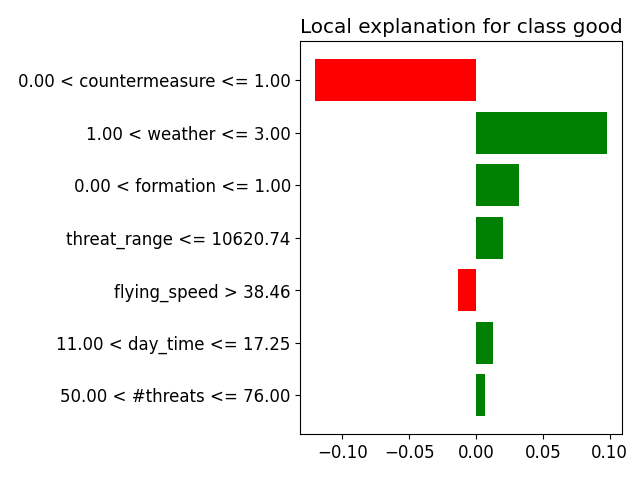 Local explanation for class good
0.00 < countermeasure <= 1.00
1.00 < weather <= 3.00
0.00 < formation <= 1.00
threat_range <= 10620.74
flying_speed > 38.46
11.00 < day_time <= 17.25
50.00 < #threats <= 76.00
−0.10 −0.05 0.00 0.05 0.10